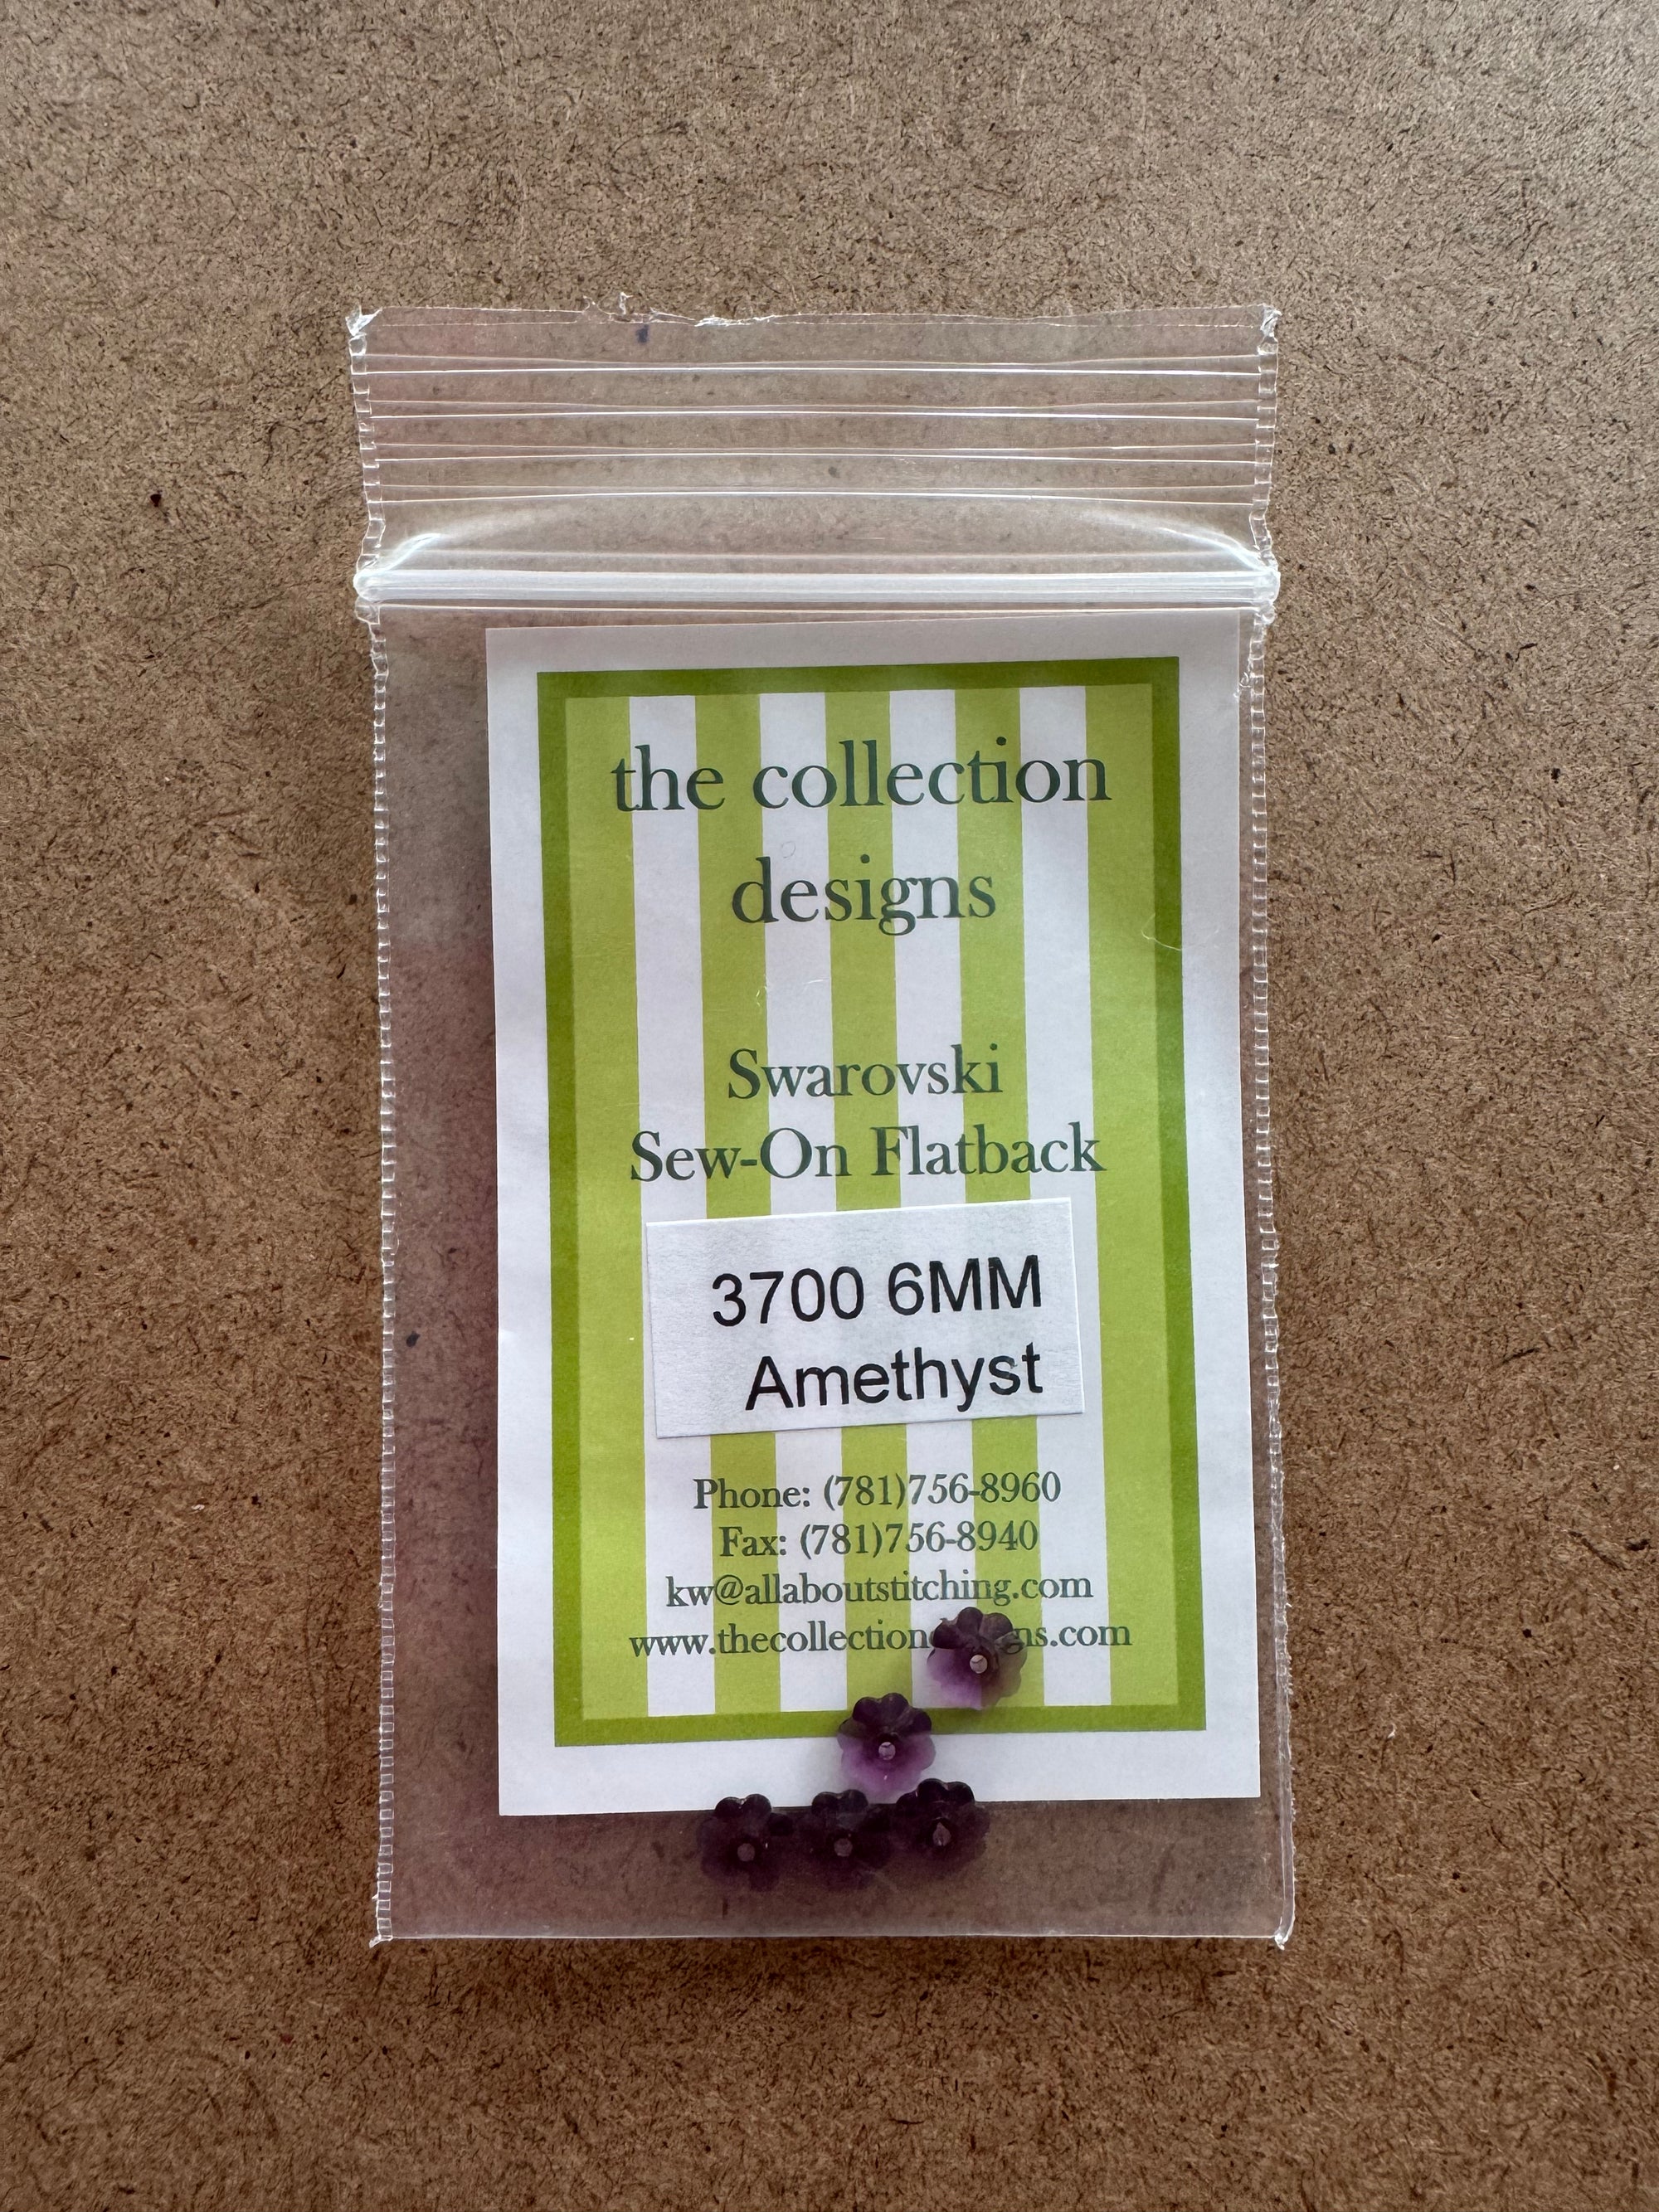 the collection
designs
Swarovski
Sew-On Flatback
3700 6MM
Amethyst
Phone: (781)756-8960
Fax: (781)756-8940
kw@allaboutstitching.com